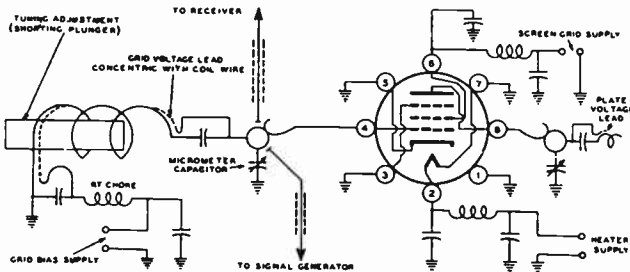 TUNING ADJUSTMENT
(SHORTING PLUNGER)
TO RECEIVER
GRID VOLTAGE LEAD
CONCENTRIC WITH COIL WIRE
SCREEN GRID SUPPLY
PLATE
VOLTAGE
LEAD
MICROMETER
CAPACITOR
RF CHOKE
GRID BIAS SUPPLY
TO SIGNAL GENERATOR
HEATER
SUPPLY
6
5
7
4
8
3
1
2